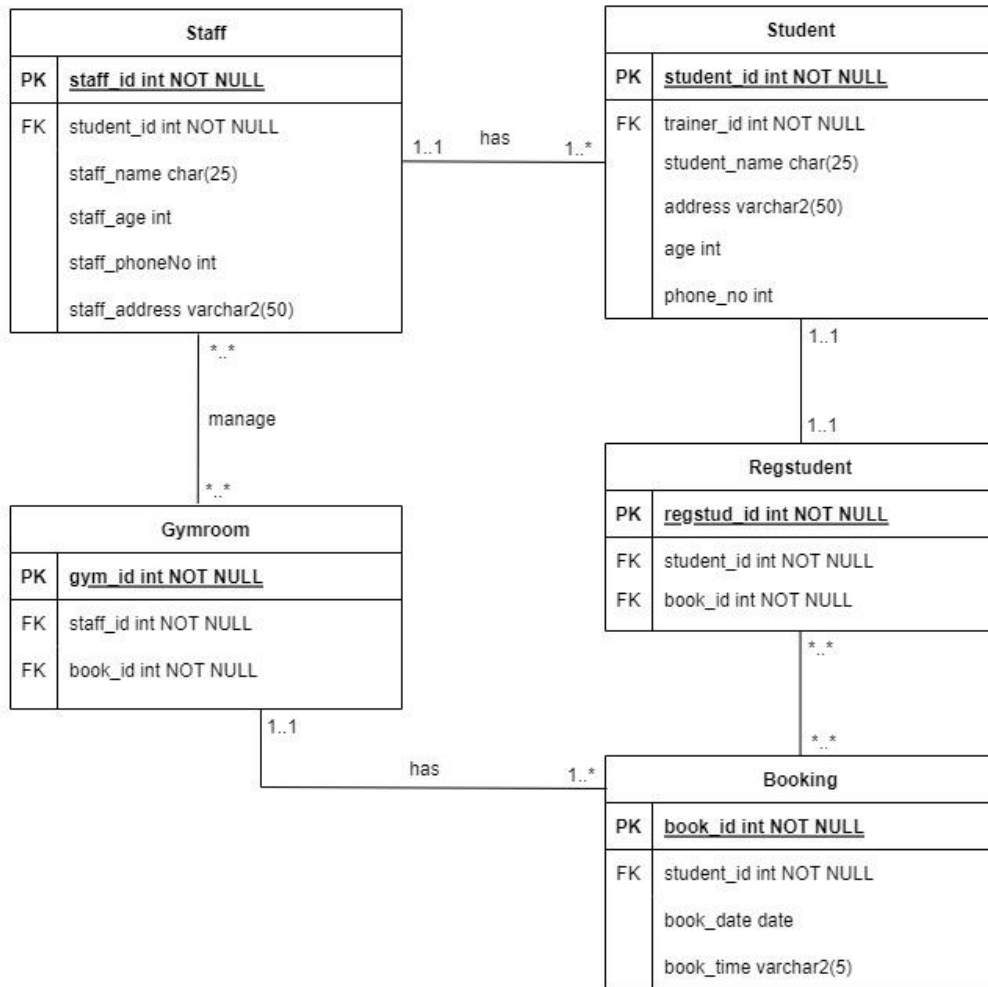 Staff
PK staff_id int NOT NULL
FK student_id int NOT NULL
staff_name char(25)
staff_age int
staff_phoneNo int
staff_address varchar2(50)
1..1
has
1..*
Student
PK student_id int NOT NULL
FK trainer_id int NOT NULL
student_name char(25)
address varchar2(50)
age int
phone_no int
*..*
manage
*..*
1..1
1..1
Gymroom
PK gym_id int NOT NULL
FK staff_id int NOT NULL
FK book_id int NOT NULL
Regstudent
PK regstud_id int NOT NULL
FK student_id int NOT NULL
FK book_id int NOT NULL
1..1
has
1..*
*..*
*..*
Booking
PK book_id int NOT NULL
FK student_id int NOT NULL
book_date date
book_time varchar2(5)